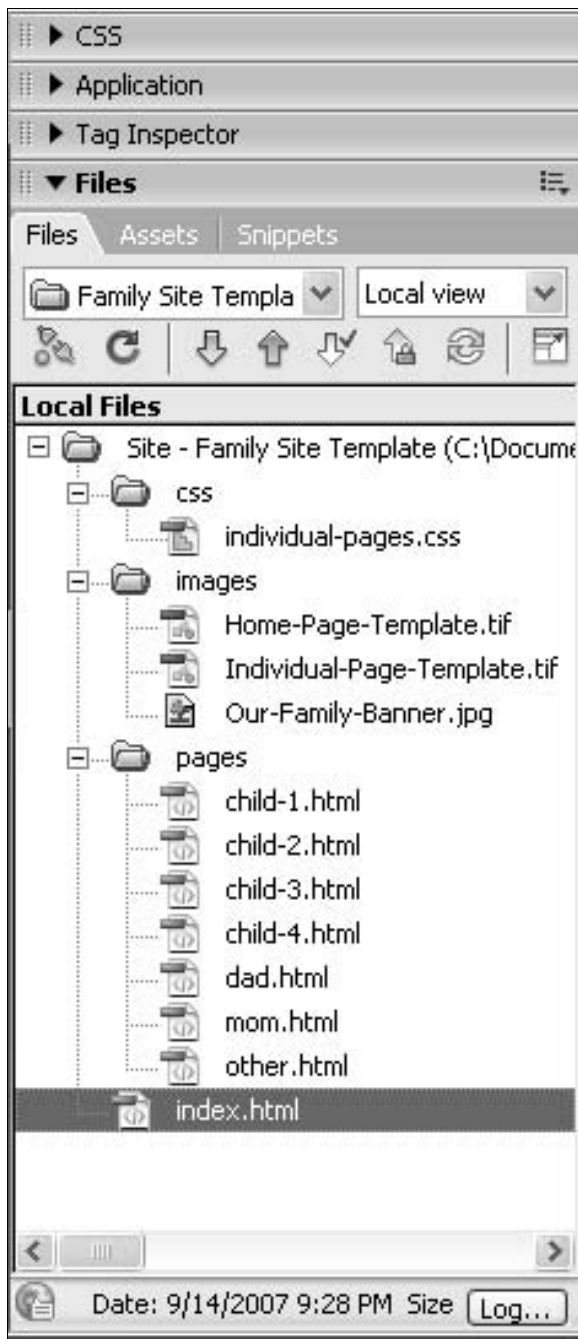 CSS
Application
Tag Inspector
Files
Files Assets Snippets
Family Site Templa Local view
Local Files
Site - Family Site Template (C:\Docume
css
individual-pages.css
images
Home-Page-Template.tif
Individual-Page-Template.tif
Our-Family-Banner.jpg
pages
child-1.html
child-2.html
child-3.html
child-4.html
dad.html
mom.html
other.html
index.html
Date: 9/14/2007 9:28 PM Size Log...